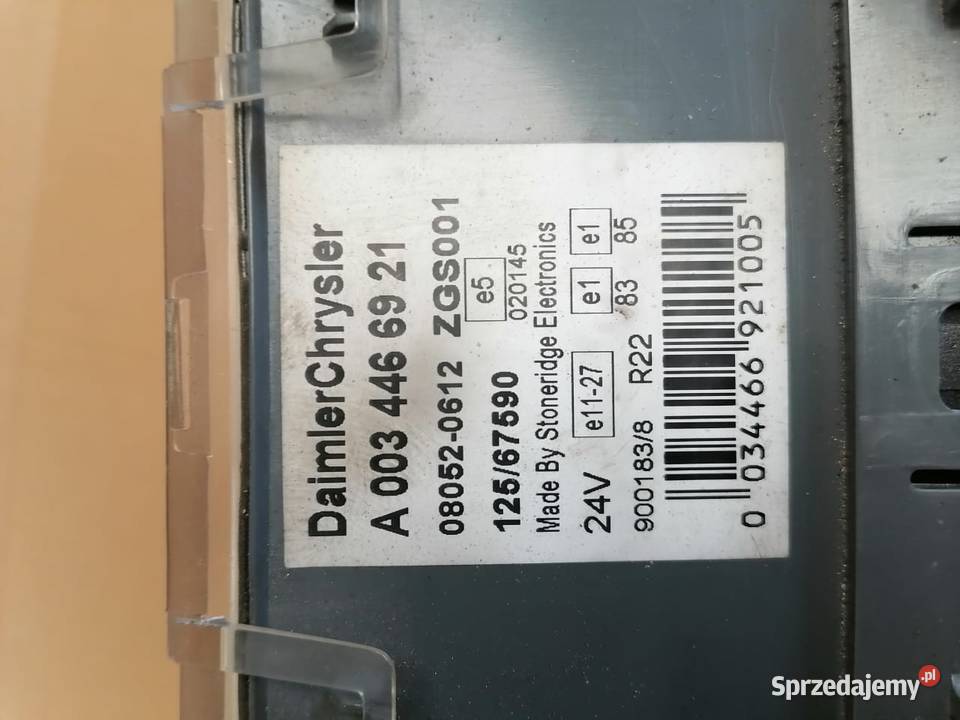 DaimlerChrysler
A 003 446 69 21
08052-0612 ZGS001
125/67590
e5
020145
Made By Stoneridge Electronics
24V
e11-27
e1
e1
900183/8 R22 83 85
0 034466 921005
Sprzedajemy.pl